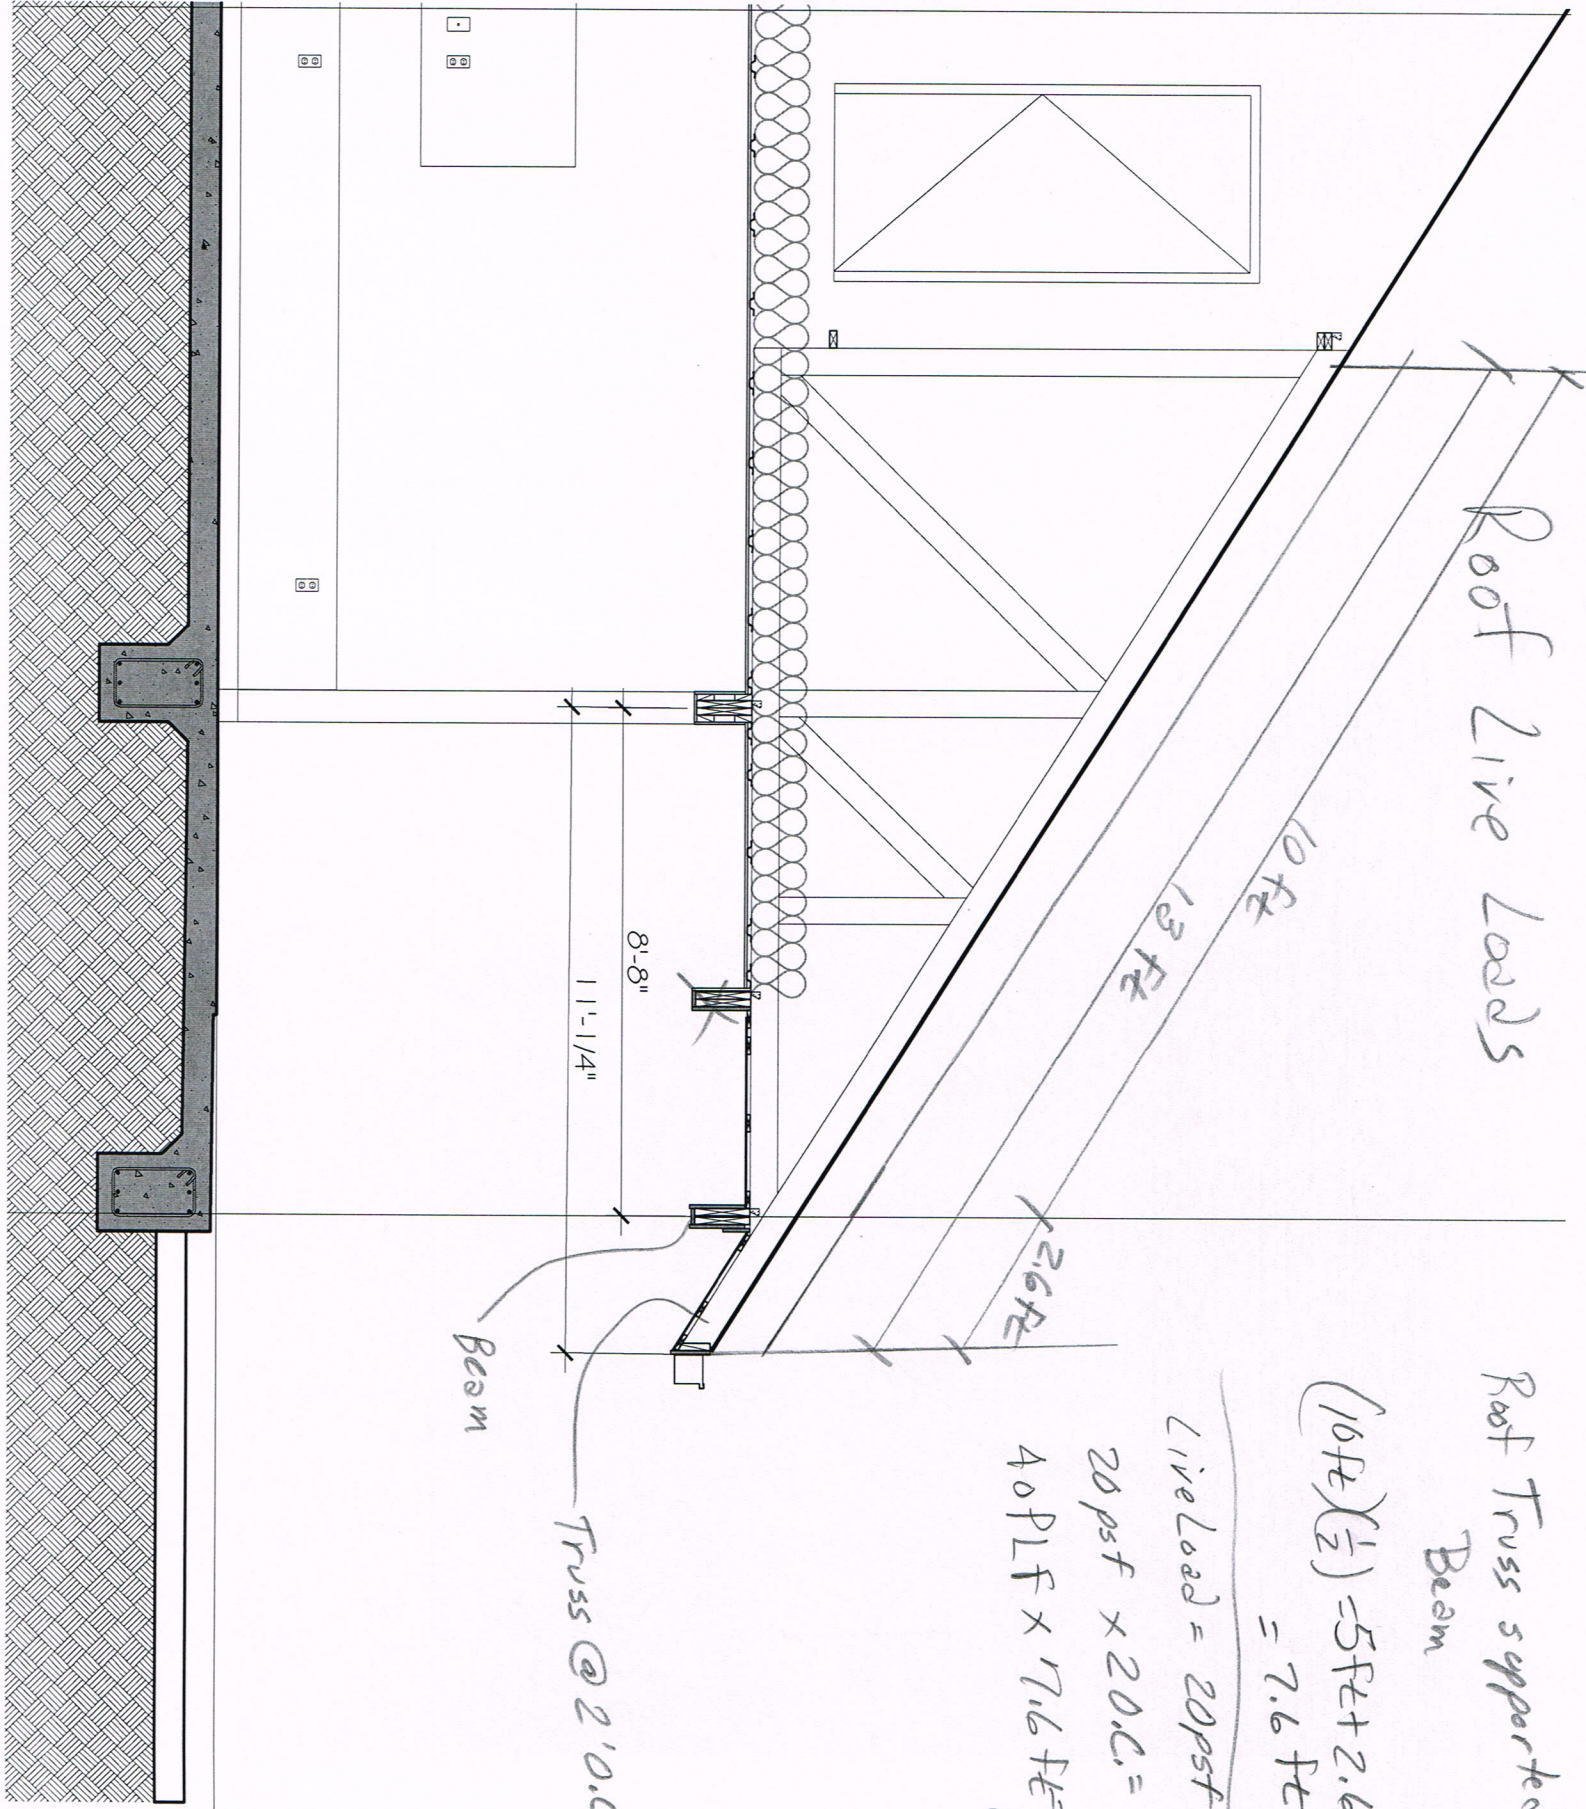 Roof Live Loads
10 ft
13 ft
2.6 ft
8'-8"
11'-1/4"
Beam
Truss @ 2' o.c
Roof Truss supported
Beam
(10ft)(1/2) = 5ft + 2.6
= 7.6 ft
Live Load = 20psf
20 psf x 2 O.C. =
40 PLF x 7.6 ft =